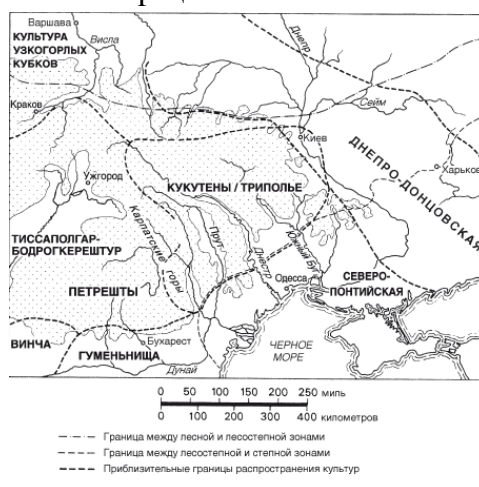 Варшава
КУЛЬТУРА
УЗКОГОРЛЫХ
КУБКОВ
Висла
Днепр
Сейм
Краков
Киев
ДНЕПРО-ДОНЦОВСКАЯ
Харьков
Ужгород
КУКУТЕНЫ / ТРИПОЛЬЕ
Карпатские горы
Прут
Днестр
Южный Буг
ТИССАПОЛГАР-
БОДРОГКЕРЕШТУР
Одесса
СЕВЕРО-
ПОНТИЙСКАЯ
ПЕТРЕШТЫ
ВИНЧА
Бухарест
ГУМЕЛЬНИЦА
Дунай
ЧЕРНОЕ
МОРЕ
0 50 100 150 200 250 миль
0 100 200 300 400 километров
Граница между лесной и лесостепной зонами
Граница между лесостепной и степной зонами
Приблизительные границы распространения культур